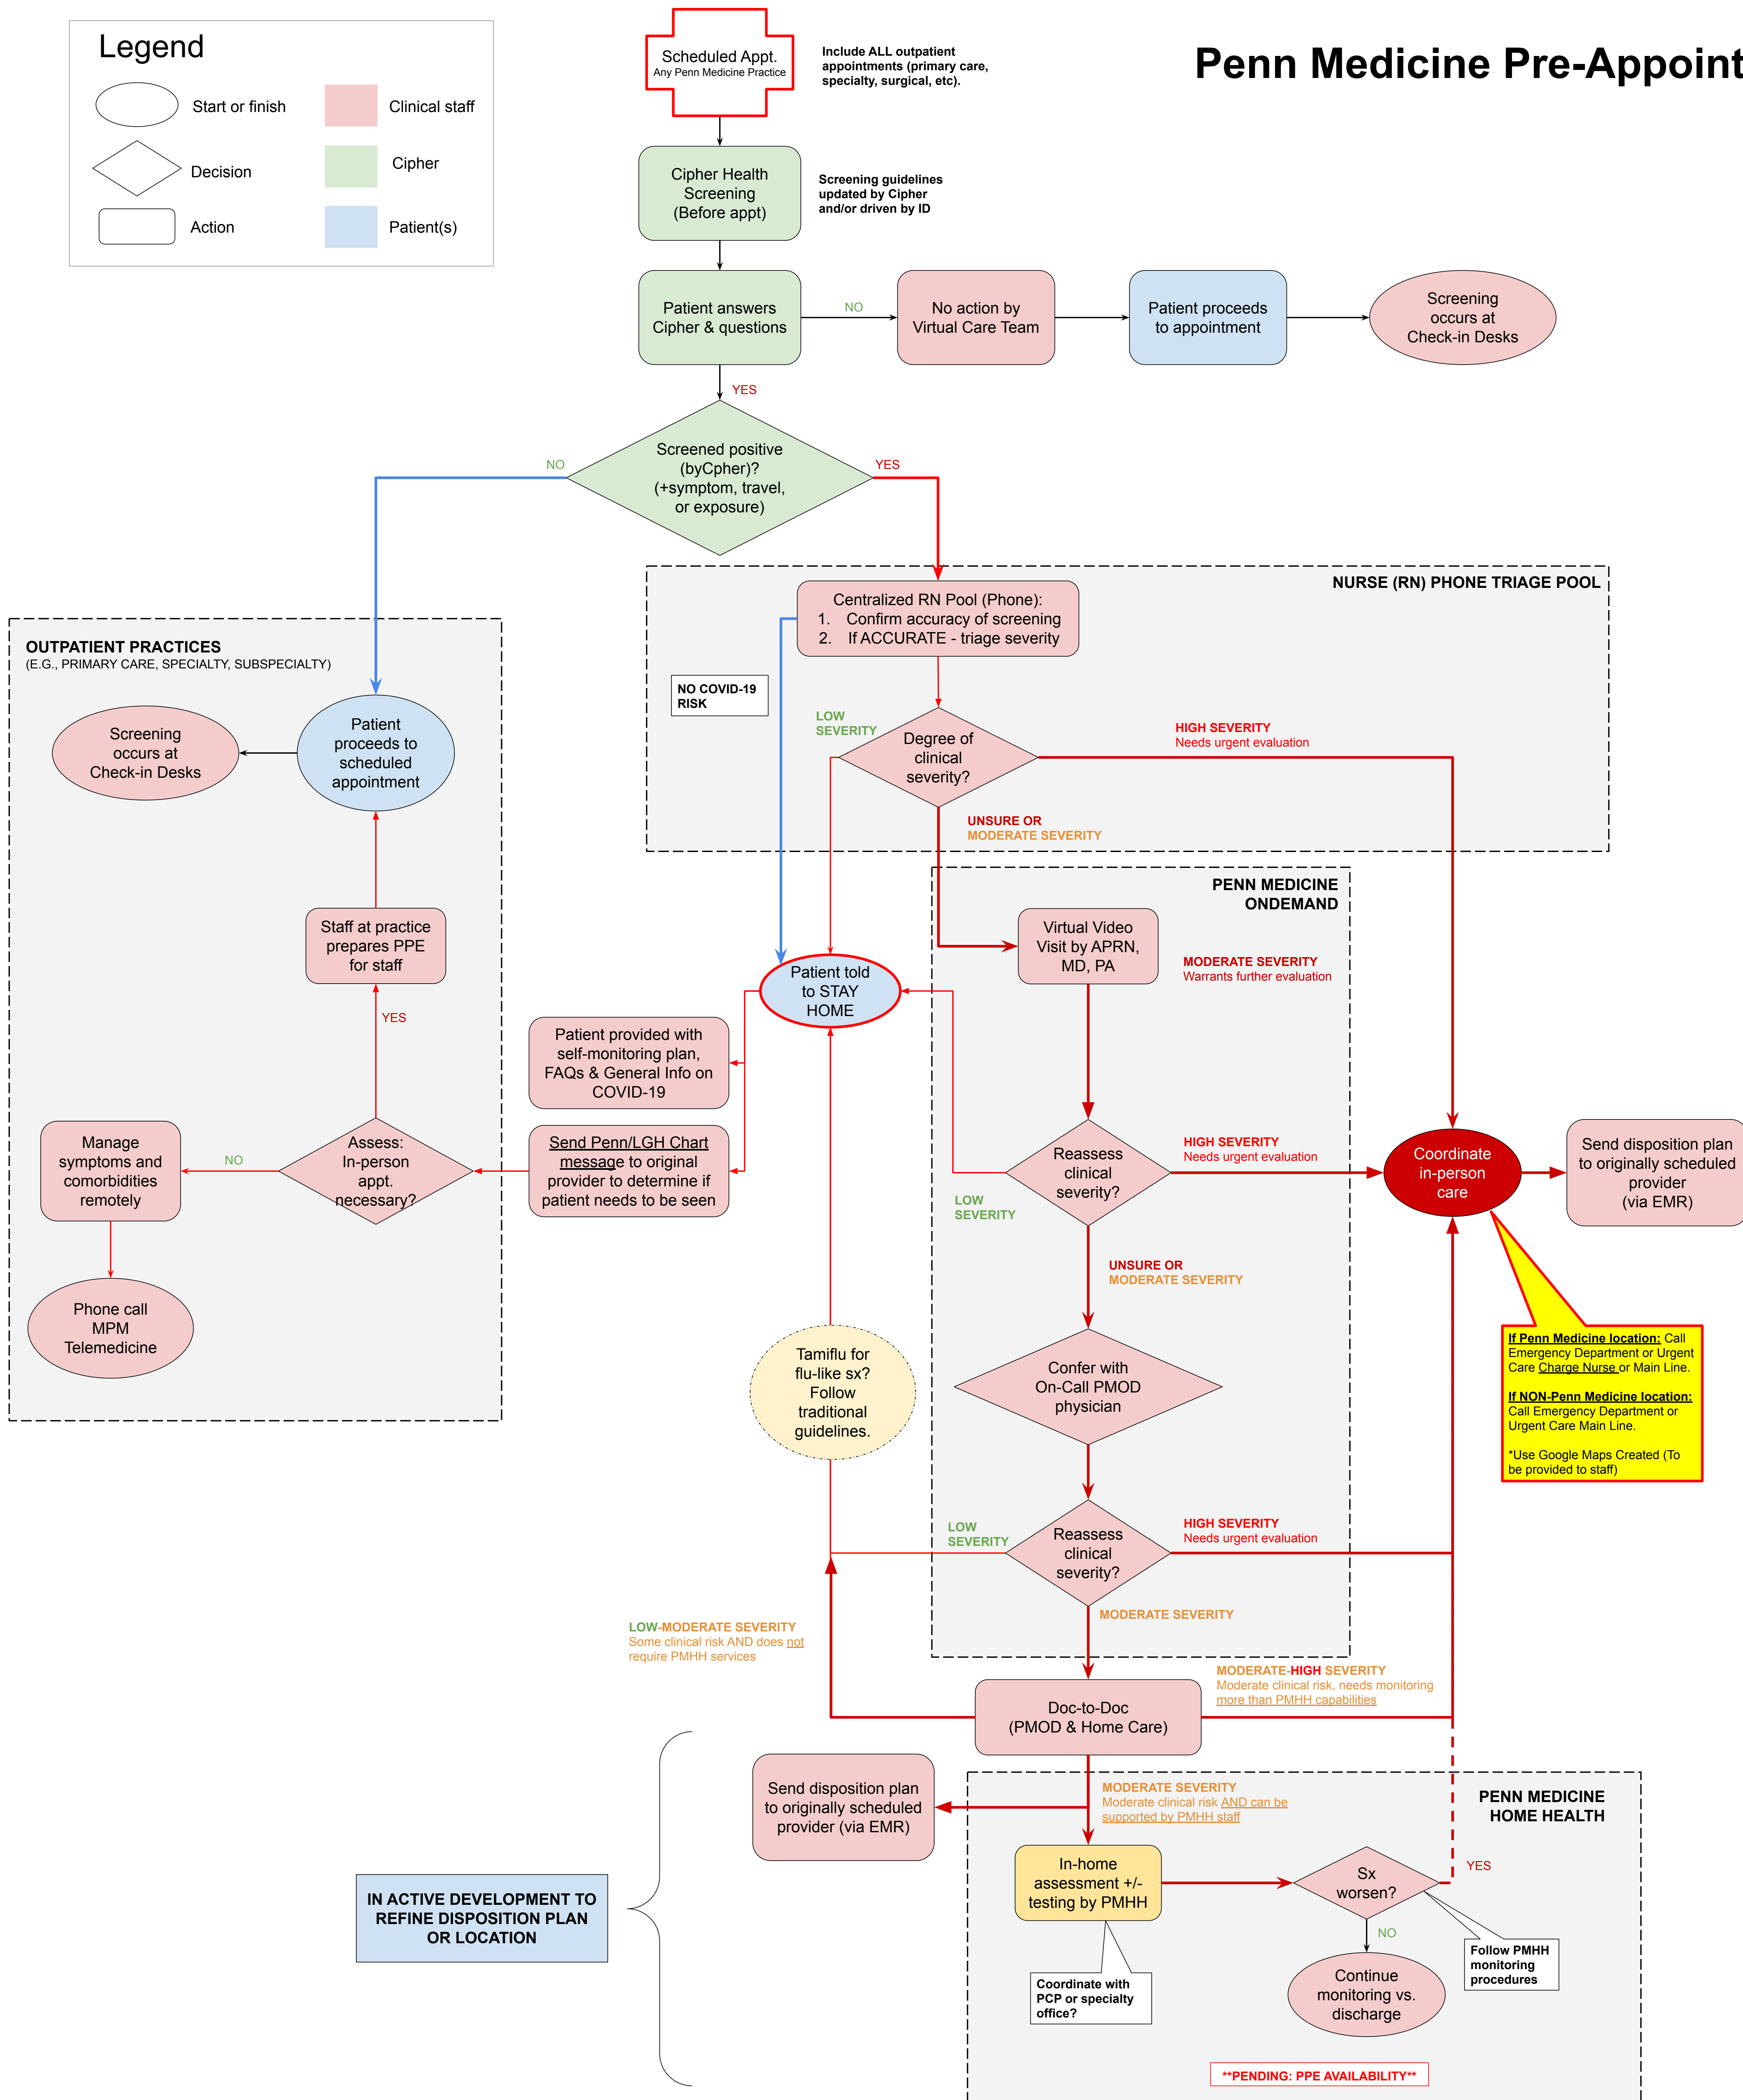 Legend
Start or finish
Clinical staff
Decision
Cipher
Action
Patient(s)
Scheduled Appt.
Any Penn Medicine Practice
Include ALL outpatient
appointments (primary care,
specialty, surgical, etc).
Penn Medicine Pre-Appoint
Cipher Health
Screening
(Before appt)
Screening guidelines
updated by Cipher
and/or driven by ID
Patient answers
Cipher & questions
NO
No action by
Virtual Care Team
Patient proceeds
to appointment
Screening
occurs at
Check-in Desks
YES
Screened positive
(byCpher)?
(+symptom, travel,
or exposure)
NO
YES
NURSE (RN) PHONE TRIAGE POOL
Centralized RN Pool (Phone):
1. Confirm accuracy of screening
2. If ACCURATE - triage severity
OUTPATIENT PRACTICES
(E.G., PRIMARY CARE, SPECIALTY, SUBSPECIALTY)
NO COVID-19
RISK
LOW
SEVERITY
Degree of
clinical
severity?
HIGH SEVERITY
Needs urgent evaluation
Screening
occurs at
Check-in Desks
Patient
proceeds to
scheduled
appointment
UNSURE OR
MODERATE SEVERITY
PENN MEDICINE
ONDEMAND
Staff at practice
prepares PPE
for staff
Virtual Video
Visit by APRN,
MD, PA
MODERATE SEVERITY
Warrants further evaluation
Patient told
to STAY
HOME
YES
Patient provided with
self-monitoring plan,
FAQs & General Info on
COVID-19
Manage
symptoms and
comorbidities
remotely
NO
Assess:
In-person
appt.
necessary?
Send Penn/LGH Chart
message to original
provider to determine if
patient needs to be seen
Reassess
clinical
severity?
HIGH SEVERITY
Needs urgent evaluation
LOW
SEVERITY
Coordinate
in-person
care
Send disposition plan
to originally scheduled
provider
(via EMR)
UNSURE OR
MODERATE SEVERITY
Phone call
MPM
Telemedicine
Tamiflu for
flu-like sx?
Follow
traditional
guidelines.
Confer with
On-Call PMOD
physician
If Penn Medicine location: Call
Emergency Department or Urgent
Care Charge Nurse or Main Line.
If NON-Penn Medicine location:
Call Emergency Department or
Urgent Care Main Line.
*Use Google Maps Created (To
be provided to staff)
LOW
SEVERITY
Reassess
clinical
severity?
HIGH SEVERITY
Needs urgent evaluation
MODERATE SEVERITY
LOW-MODERATE SEVERITY
Some clinical risk AND does not
require PMHH services
Doc-to-Doc
(PMOD & Home Care)
MODERATE-HIGH SEVERITY
Moderate clinical risk, needs monitoring
more than PMHH capabilities
Send disposition plan
to originally scheduled
provider (via EMR)
MODERATE SEVERITY
Moderate clinical risk AND can be
supported by PMHH staff
PENN MEDICINE
HOME HEALTH
In-home
assessment +/-
testing by PMHH
Sx
worsen?
YES
IN ACTIVE DEVELOPMENT TO
REFINE DISPOSITION PLAN
OR LOCATION
NO
Follow PMHH
monitoring
procedures
Coordinate with
PCP or specialty
office?
Continue
monitoring vs.
discharge
**PENDING: PPE AVAILABILITY**